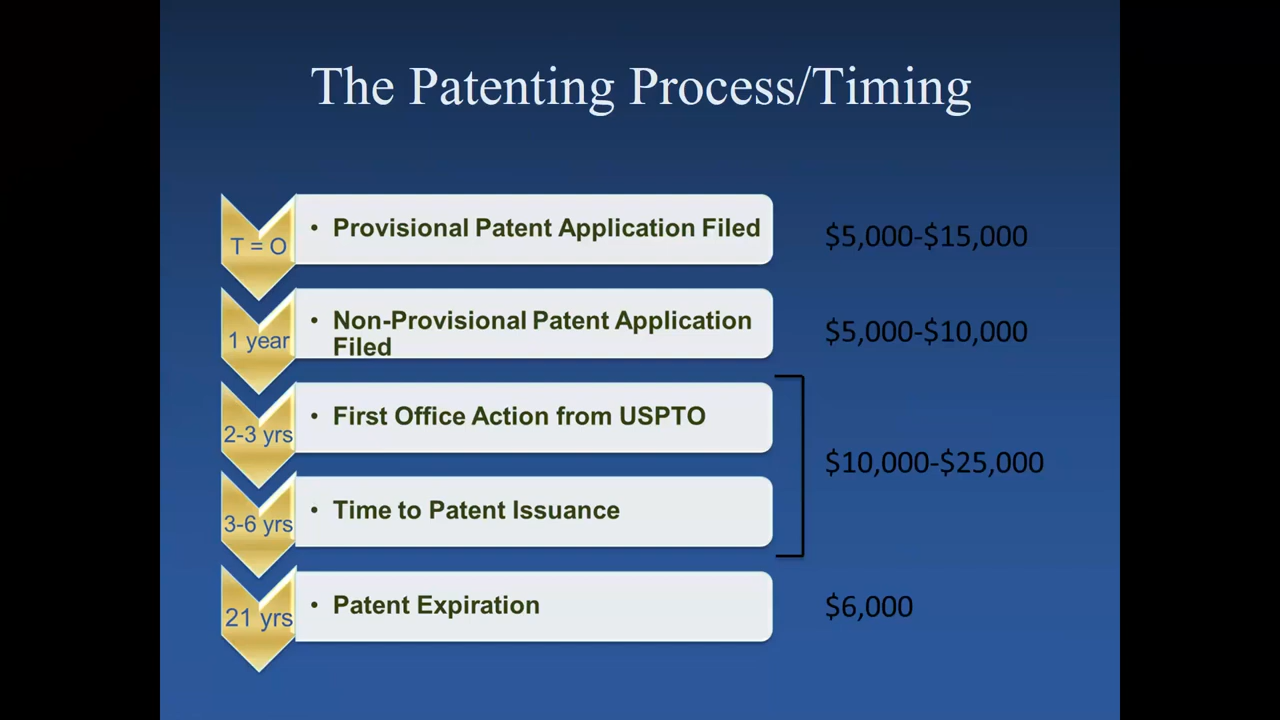 The Patenting Process/Timing
T = O
• Provisional Patent Application Filed
$5,000-$15,000
1 year
• Non-Provisional Patent Application
Filed
$5,000-$10,000
2-3 yrs
• First Office Action from USPTO
$10,000-$25,000
3-6 yrs
• Time to Patent Issuance
21 yrs
• Patent Expiration
$6,000